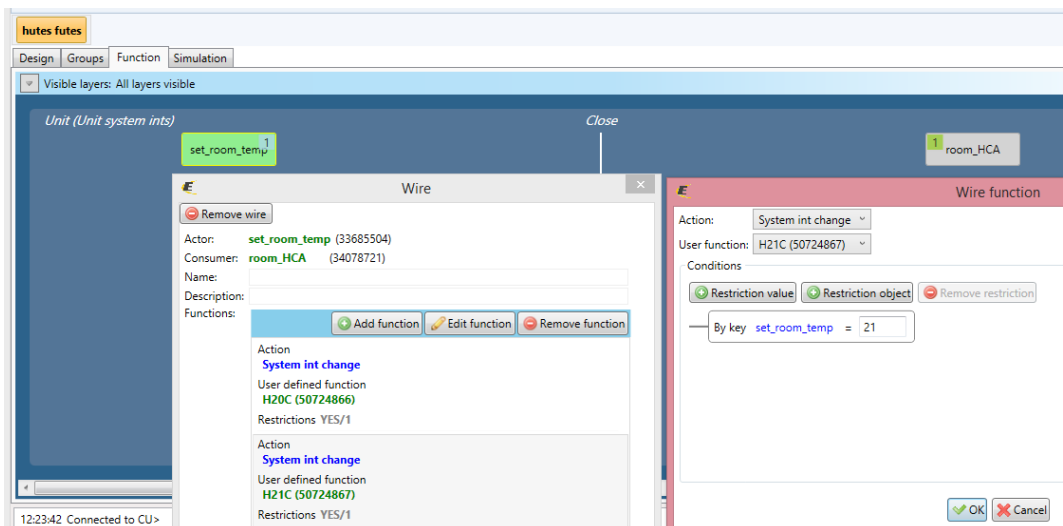 hutes futes
Design Groups Function Simulation
Visible layers: All layers visible
Unit (Unit system ints)
Close
set_room_temp 1
1 room_HCA
Wire
Remove wire
Actor: set_room_temp (33685504)
Consumer: room_HCA (34078721)
Name:
Description:
Functions:
Add function Edit function Remove function
Action
System int change
User defined function
H20C (50724866)
Restrictions YES/1
Action
System int change
User defined function
H21C (50724867)
Restrictions YES/1
Wire function
Action: System int change
User function: H21C (50724867)
Conditions
Restriction value Restriction object Remove restriction
By key set_room_temp = 21
OK Cancel
12:23:42 Connected to CU>